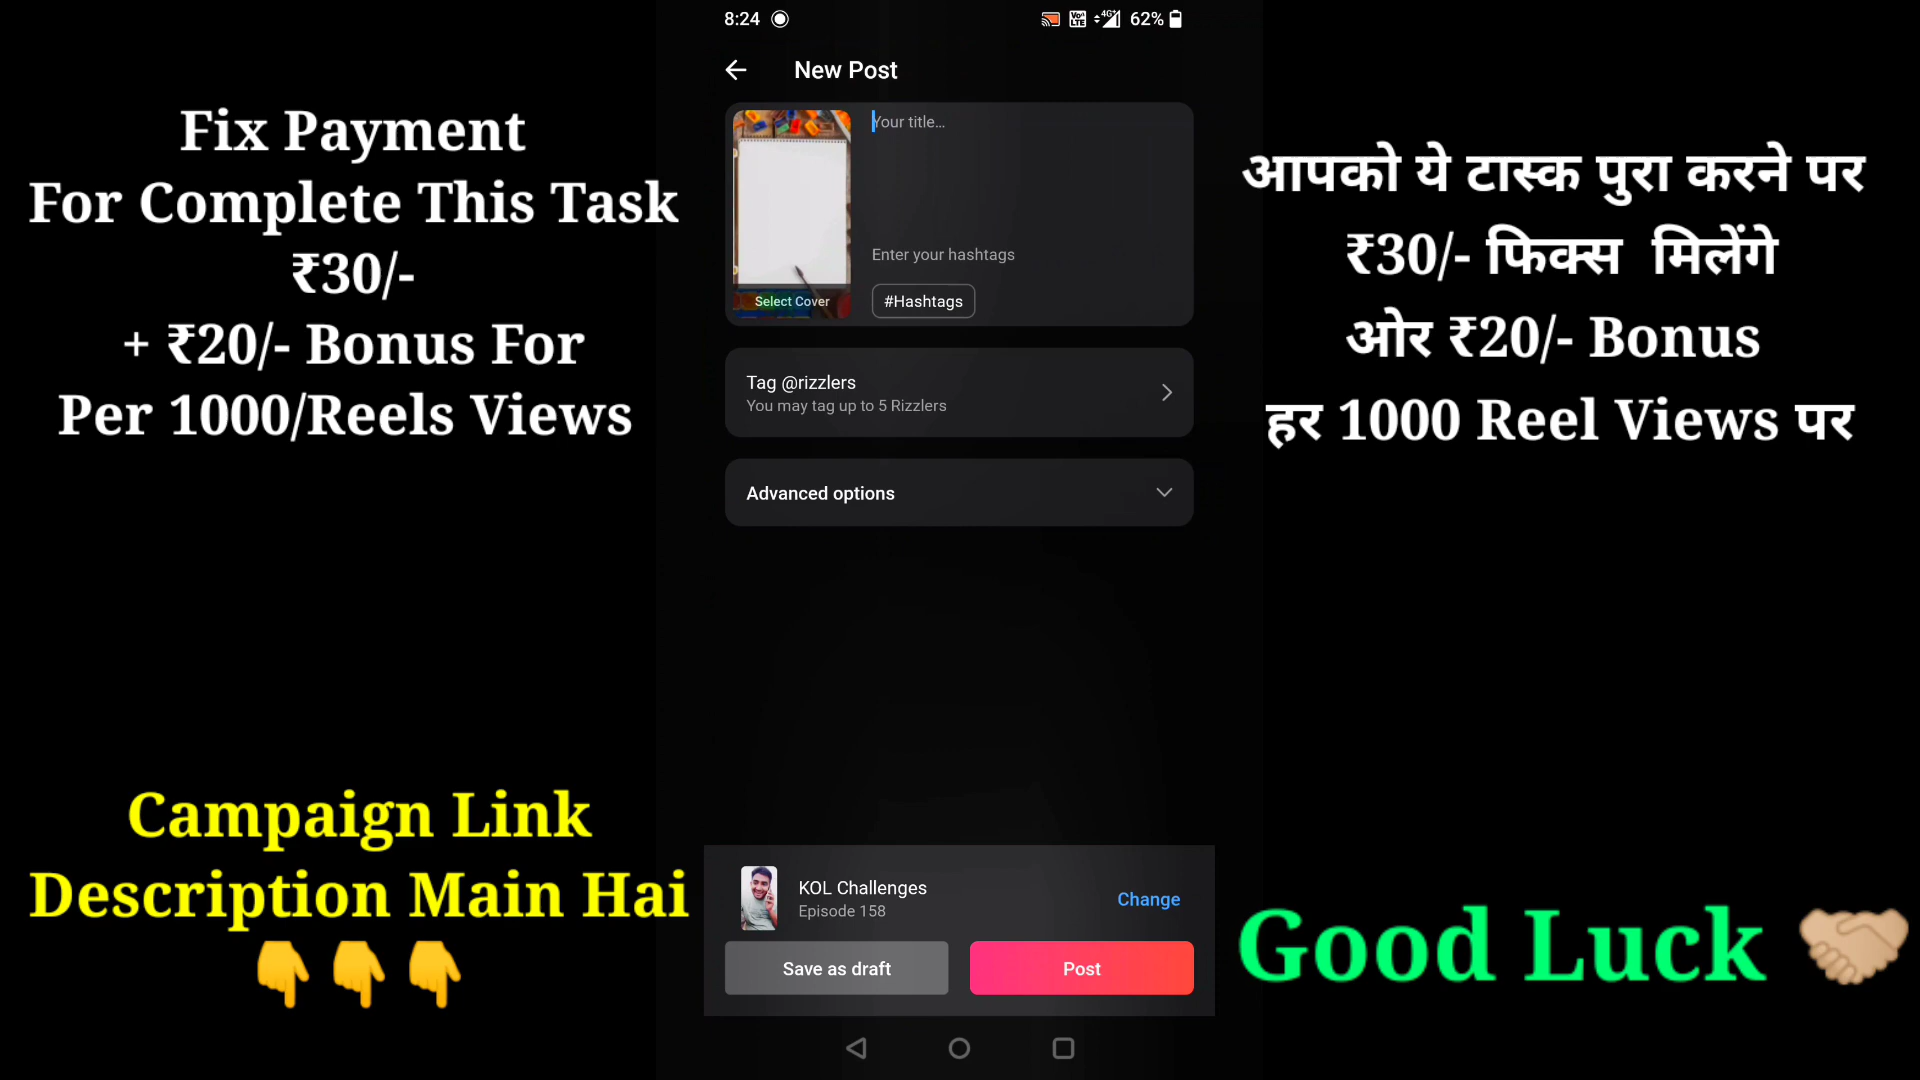 Fix Payment
For Complete This Task
₹30/-
+ ₹20/- Bonus For
Per 1000/Reels Views
Campaign Link
Description Main Hai
8:24
4G+
62%
New Post
Your title...
Enter your hashtags
Select Cover
#Hashtags
Tag @rizzlers
You may tag up to 5 Rizzlers
Advanced options
KOL Challenges
Episode 158
Change
Save as draft
Post
आपको ये टास्क पुरा करने पर
₹30/- फिक्स मिलेंगे
ओर ₹20/- Bonus
हर 1000 Reel Views पर
Good Luck